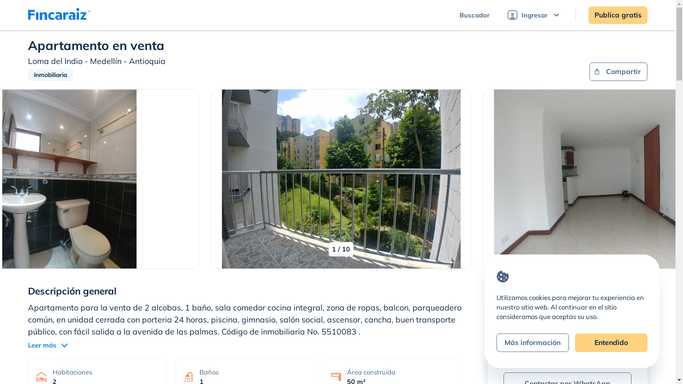 Fincaraiz
Buscador
Ingresar
Publica gratis
Apartamento en venta
Loma del Indio - Medellín - Antioquia
Inmobiliaria
Compartir
1 / 10
Descripción general
Apartamento para la venta de 2 alcobas, 1 baño, sala comedor cocina integral, zona de ropas, balcon, parqueadero
común, en unidad cerrada con porteria 24 horas, piscina, gimnasio, salón social, ascensor, cancha, buen transporte
público, con fácil salida a la avenida de las palmas. Código de inmobiliaria No. 5510083 .
Leer más
Habitaciones
2
Baños
1
Área construida
50 m²
Utilizamos cookies para mejorar tu experiencia en
nuestro sitio web. Al continuar en el sitio
consideramos que aceptas su uso.
Más información
Entendido
Contactar por WhatsApp